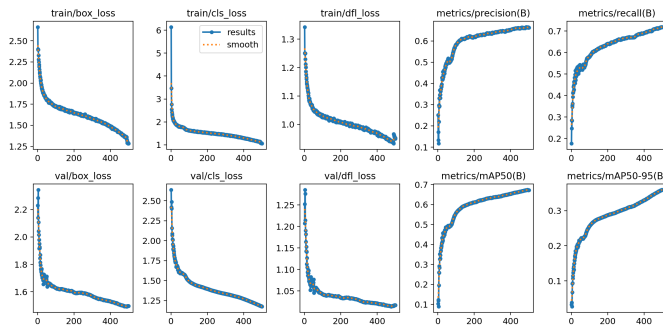 train/box_loss
train/cls_loss
train/dfl_loss
metrics/precision(B)
metrics/recall(B)
2.50
2.25
2.00
1.75
1.50
1.25
0 200 400
6
5
4
3
2
1
0 200 400
results
smooth
1.3
1.2
1.1
1.0
0 200 400
0.6
0.5
0.4
0.3
0.2
0.1
0 200 400
0.7
0.6
0.5
0.4
0.3
0.2
0 200 400
val/box_loss
val/cls_loss
val/dfl_loss
metrics/mAP50(B)
metrics/mAP50-95(B
2.2
2.0
1.8
1.6
0 200 400
2.50
2.25
2.00
1.75
1.50
1.25
0 200 400
1.25
1.20
1.15
1.10
1.05
0 200 400
0.7
0.6
0.5
0.4
0.3
0.2
0.1
0 200 400
0.3
0.2
0.1
0 200 400